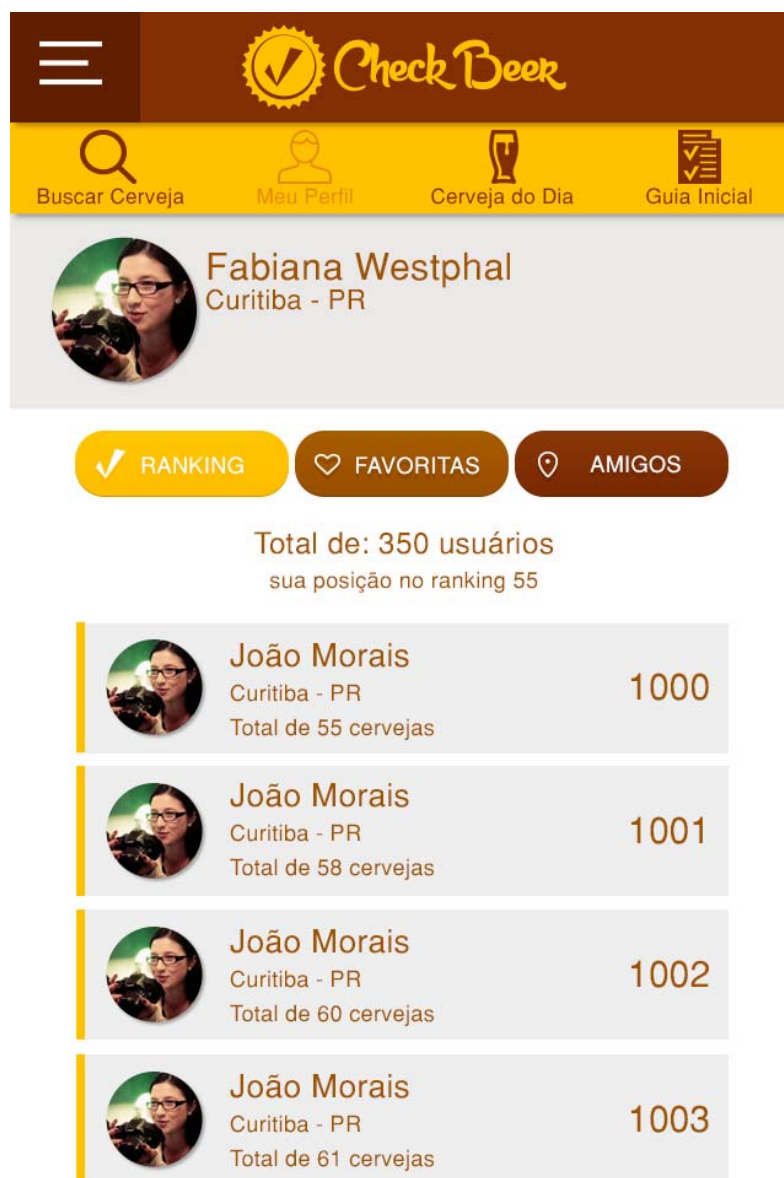 Check Beer
Buscar Cerveja
Meu Perfil
Cerveja do Dia
Guia Inicial
Fabiana Westphal
Curitiba - PR
RANKING
FAVORITAS
AMIGOS
Total de: 350 usuários
sua posição no ranking 55
João Morais
Curitiba - PR
Total de 55 cervejas
1000
João Morais
Curitiba - PR
Total de 58 cervejas
1001
João Morais
Curitiba - PR
Total de 60 cervejas
1002
João Morais
Curitiba - PR
Total de 61 cervejas
1003